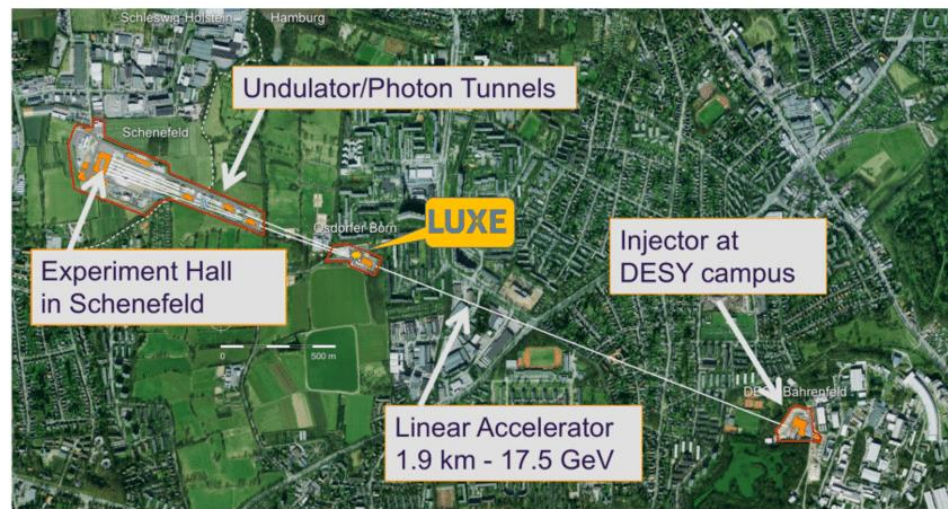 Schleswig-Holstein
Hamburg
Undulator/Photon Tunnels
Schenefeld
Osdorfer Born
LUXE
Experiment Hall
in Schenefeld
Injector at
DESY campus
0
500 m
Linear Accelerator
1.9 km - 17.5 GeV
Bahrenfeld